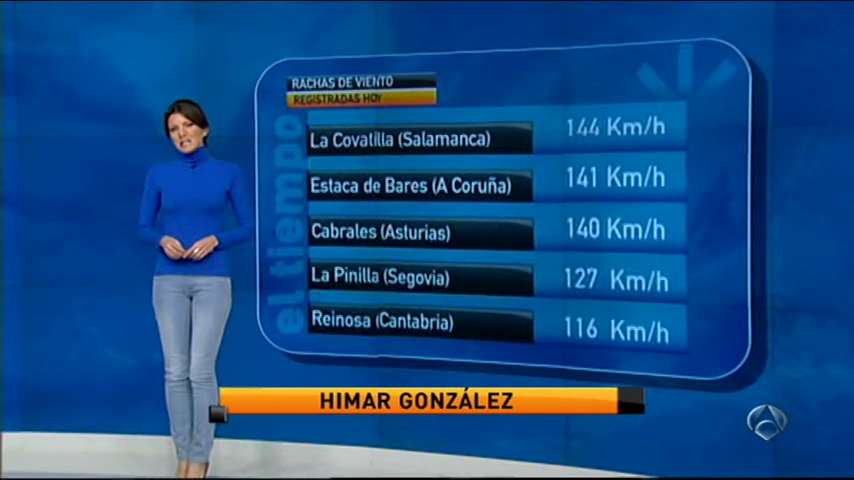 RACHAS DE VIENTO
REGISTRADAS HOY
el tiempo
La Covatilla (Salamanca) 144 Km/h
Estaca de Bares (A Coruña) 141 Km/h
Cabrales (Asturias) 140 Km/h
La Pinilla (Segovia) 127 Km/h
Reinosa (Cantabria) 116 Km/h
HIMAR GONZÁLEZ